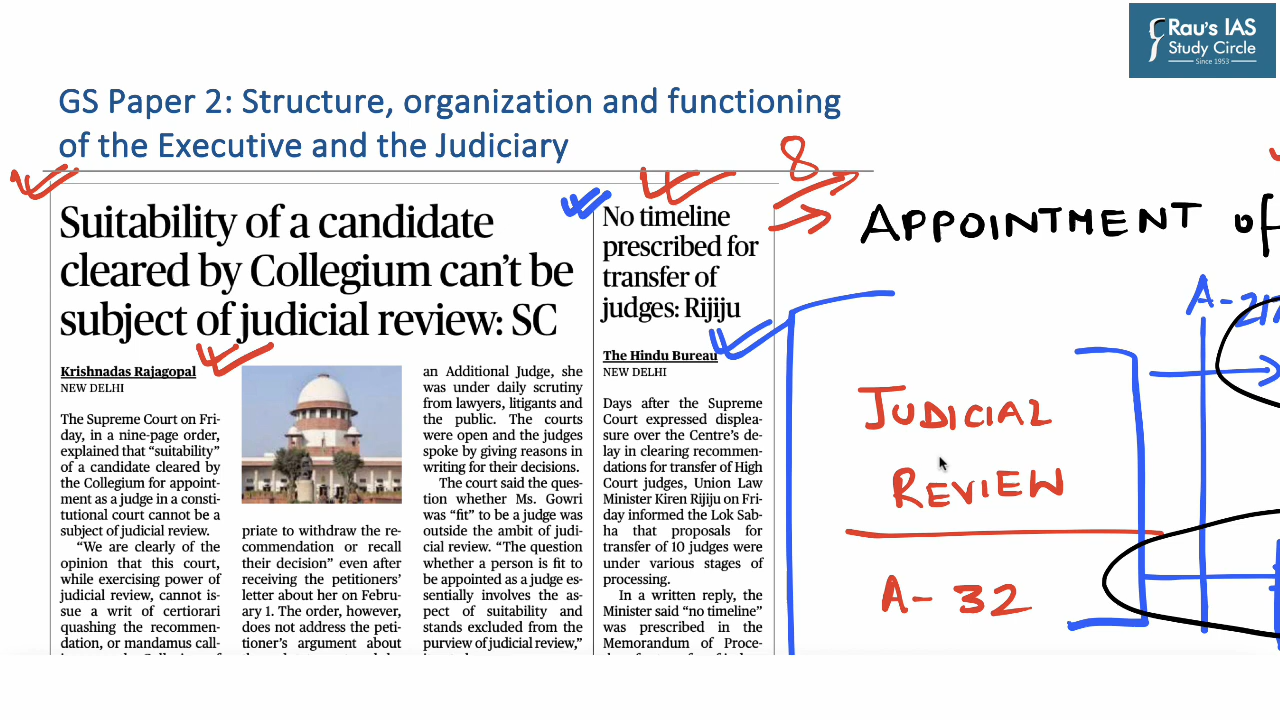 Rau's IAS
Study Circle
Since 1953
GS Paper 2: Structure, organization and functioning
of the Executive and the Judiciary
8
Suitability of a candidate
cleared by Collegium can't be
subject of judicial review: SC
Krishnadas Rajagopal
NEW DELHI
The Supreme Court on Fri-
day, in a nine-page order,
explained that “suitability”
of a candidate cleared by
the Collegium for appoint-
ment as a judge in a consti-
tutional court cannot be a
subject of judicial review.
“We are clearly of the
opinion that this court,
while exercising power of
judicial review, cannot is-
sue a writ of certiorari
quashing the recommen-
dation, or mandamus call-
priate to withdraw the re-
commendation or recall
their decision” even after
receiving the petitioners'
letter about her on Febru-
ary 1. The order, however,
does not address the peti-
tioner's argument about
an Additional Judge, she
was under daily scrutiny
from lawyers, litigants and
the public. The courts
were open and the judges
spoke by giving reasons in
writing for their decisions.
The court said the ques-
tion whether Ms. Gowri
was “fit” to be a judge was
outside the ambit of judi-
cial review. “The question
whether a person is fit to
be appointed as a judge es-
sentially involves the as-
pect of suitability and
stands excluded from the
purview of judicial review,”
No timeline
prescribed for
transfer of
judges: Rijiju
The Hindu Bureau
NEW DELHI
Days after the Supreme
Court expressed displea-
sure over the Centre's de-
lay in clearing recommen-
dations for transfer of High
Court judges, Union Law
Minister Kiren Rijiju on Fri-
day informed the Lok Sab-
ha that proposals for
transfer of 10 judges were
under various stages of
processing.
In a written reply, the
Minister said “no timeline”
was prescribed in the
Memorandum of Proce-
APPOINTMENT of
JUDICIAL
REVIEW
A- 32